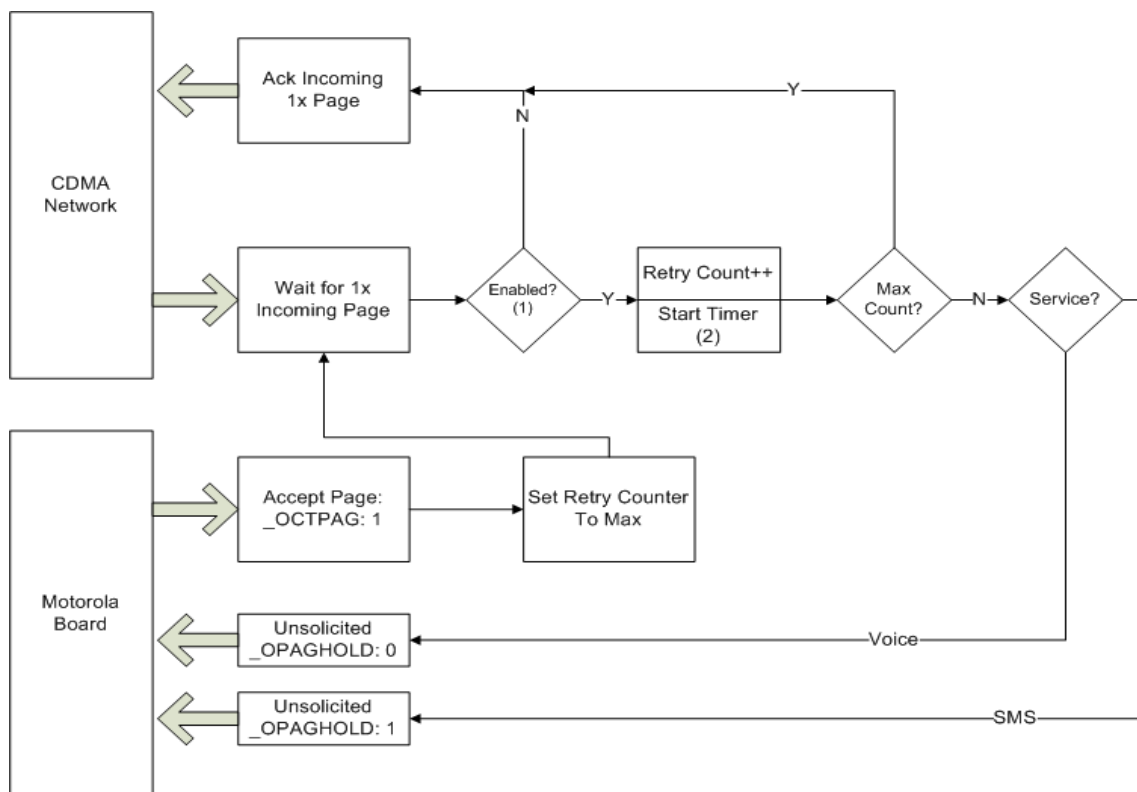 Ack Incoming
1x Page
Y
N
CDMA
Network
Wait for 1x
Incoming Page
Enabled?
(1)
Y
Retry Count++
Start Timer
(2)
Max
Count?
N
Service?
Accept Page:
_OCTPAG: 1
Set Retry Counter
To Max
Motorola
Board
Unsolicited
_OPAGHOLD: 0
Voice
Unsolicited
_OPAGHOLD: 1
SMS